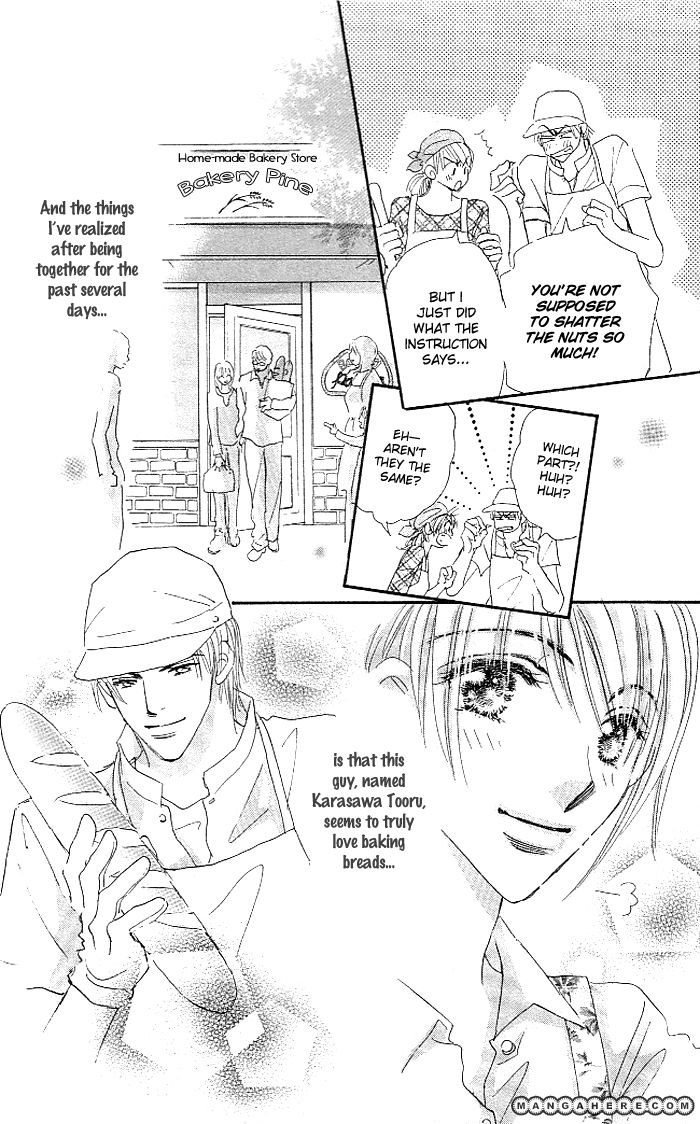 YOU'RE NOT
SUPPOSED
TO SHATTER
THE NUTS SO
MUCH!
BUT I
JUST DID
WHAT THE
INSTRUCTION
SAYS...
WHICH
PART?!
HUH?
HUH?
EH—
AREN'T
THEY THE
SAME?
Home-made Bakery Store
Bakery Pine
And the things
I've realized
after being
together for the
past several
days...
is that this
guy, named
Karasawa Tooru,
seems to truly
love baking
breads...
MANGAHERE.COM